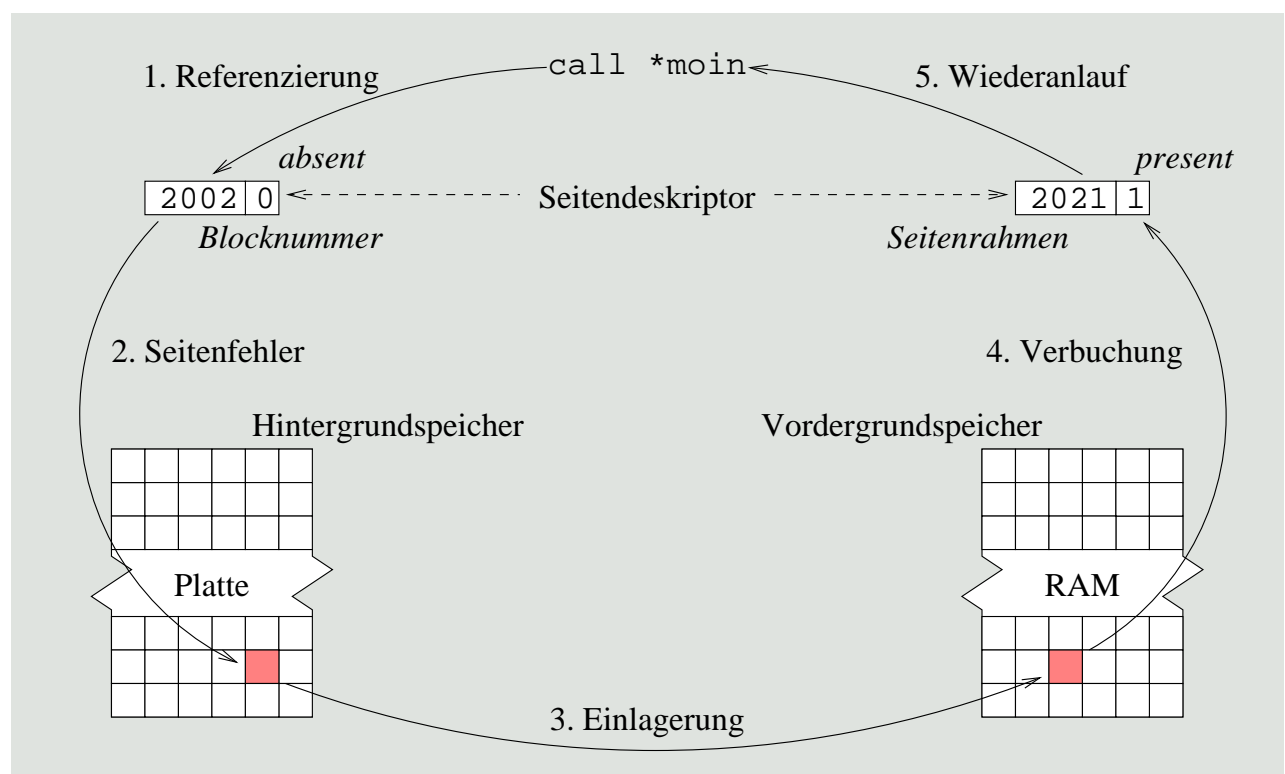 call *moin
1. Referenzierung
5. Wiederanlauf
absent
present
2002 0
Seitendeskriptor
2021 1
Blocknummer
Seitenrahmen
2. Seitenfehler
4. Verbuchung
Hintergrundspeicher
Vordergrundspeicher
Platte
RAM
3. Einlagerung